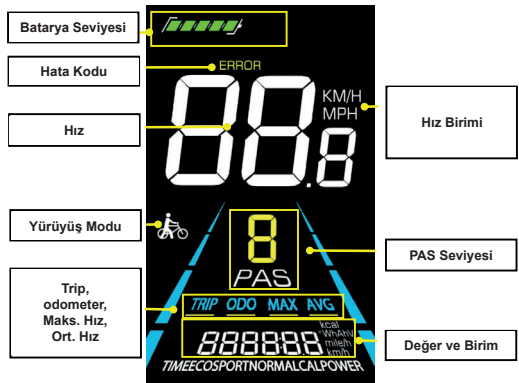 Batarya Seviyesi
Hata Kodu
ERROR
Hız
88.8
KM/H
MPH
Hız Birimi
Yürüyüş Modu
8
PAS
PAS Seviyesi
Trip,
odometer,
Maks. Hız,
Ort. Hız
TRIP ODO MAX AVG
888888
kcal
WhAhV
mile/h
km/h
Değer ve Birim
TIMEECOSPORTNORMALCALPOWER